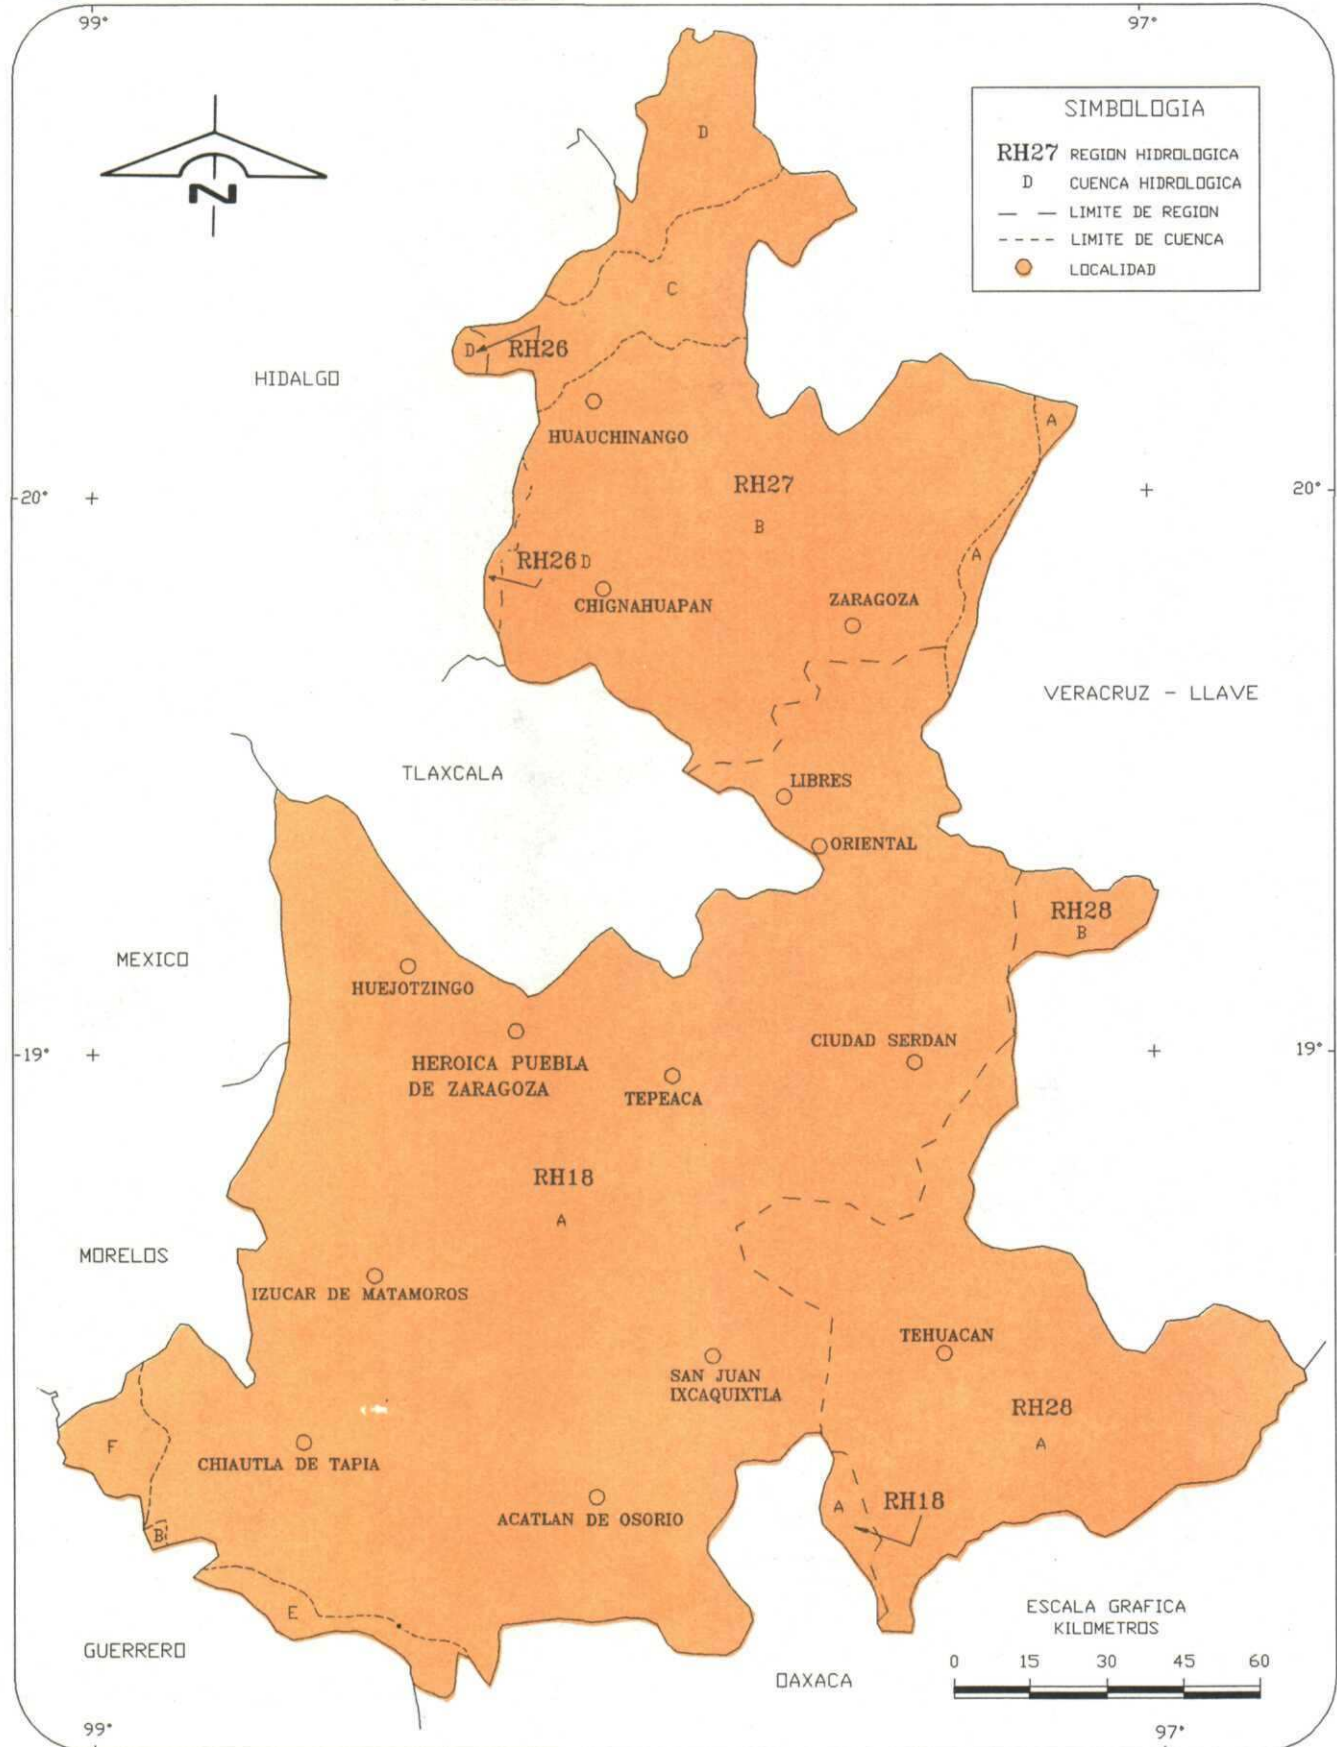 99°
97°
N
SIMBOLOGIA
RH27 REGION HIDROLOGICA
D CUENCA HIDROLOGICA
LIMITE DE REGION
LIMITE DE CUENCA
LOCALIDAD
D
C
D RH26
HIDALGO
HUAUCHINANGO
A
RH27
B
20°
20°
A
RH26 D
CHIGNAHUAPAN
ZARAGOZA
VERACRUZ - LLAVE
TLAXCALA
LIBRES
ORIENTAL
RH28
B
MEXICO
HUEJOTZINGO
CIUDAD SERDAN
19°
19°
HEROICA PUEBLA
DE ZARAGOZA
TEPEACA
RH18
A
MORELOS
IZUCAR DE MATAMOROS
TEHUACAN
SAN JUAN
IXCAQUIXTLA
RH28
A
F
CHIAUTLA DE TAPIA
RH18
A
ACATLAN DE OSORIO
B
E
ESCALA GRAFICA
KILOMETROS
0 15 30 45 60
GUERRERO
OAXACA
99°
97°